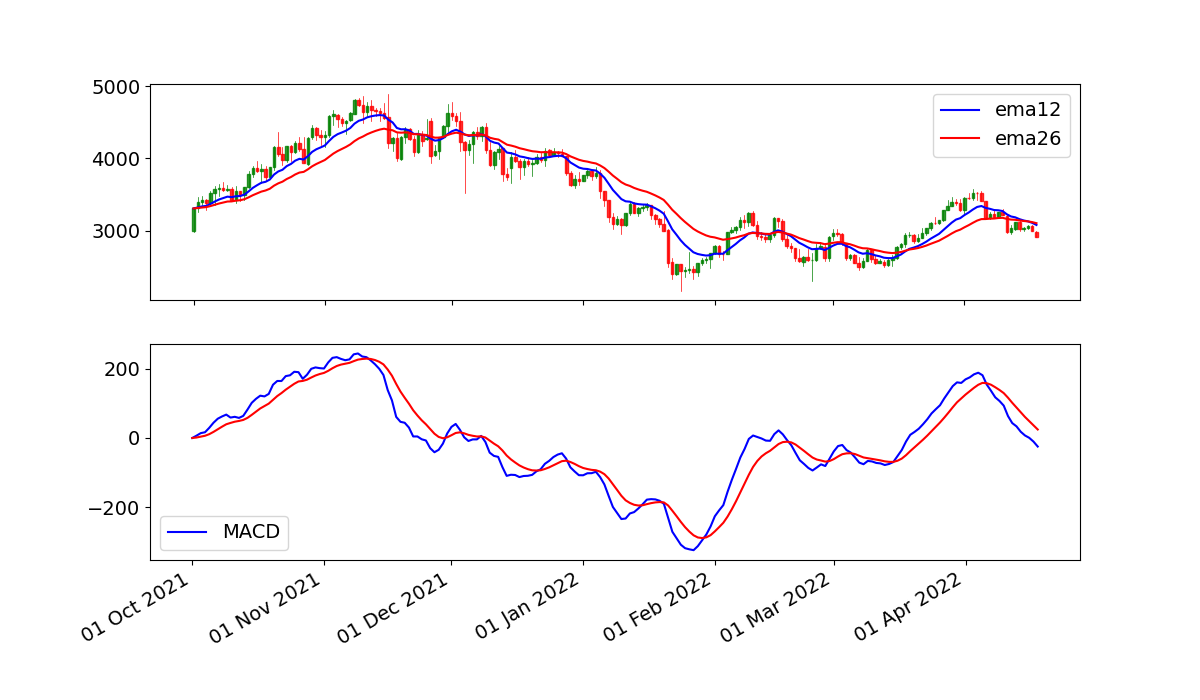 5000
4000
3000
ema12
ema26
200
0
−200
MACD
01 Oct 2021
01 Nov 2021
01 Dec 2021
01 Jan 2022
01 Feb 2022
01 Mar 2022
01 Apr 2022